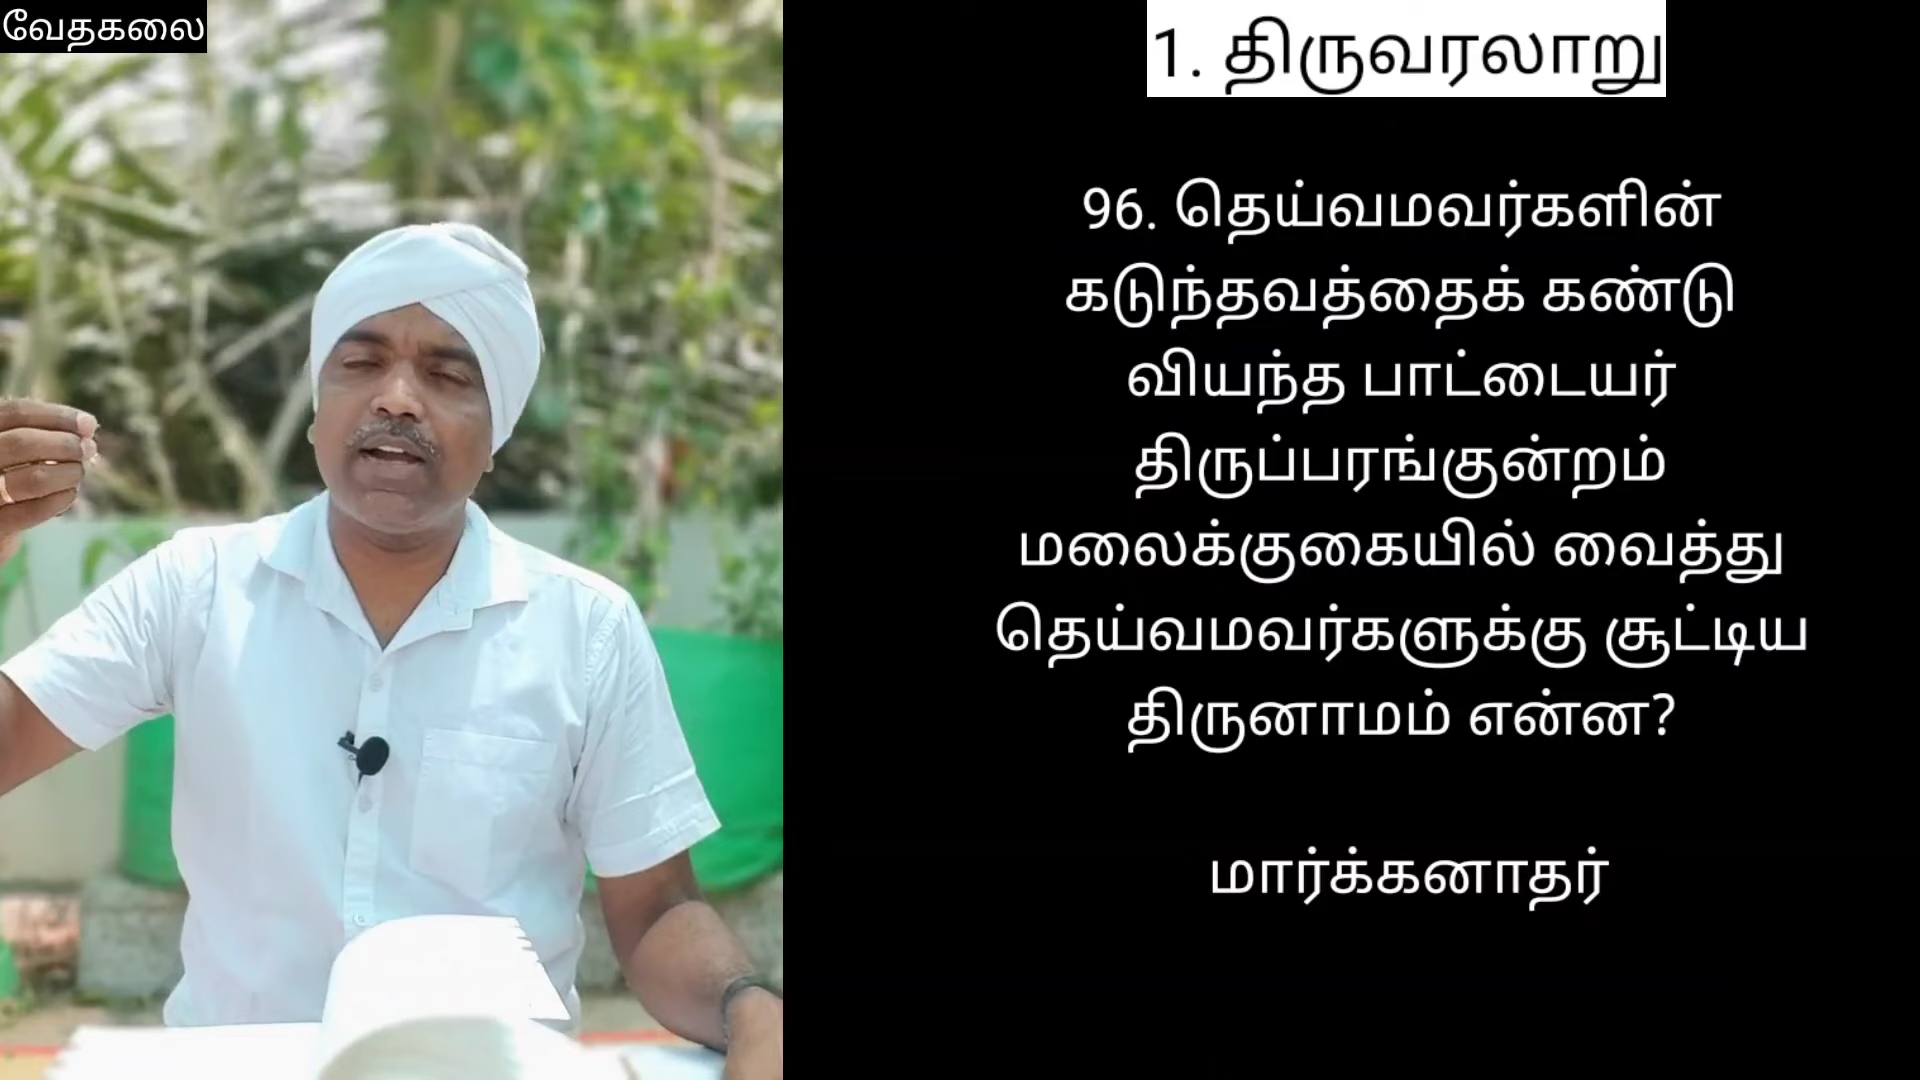 வேதகலை
1. திருவரலாறு
96. தெய்வமவர்களின்
கடுந்தவத்தைக் கண்டு
வியந்த பாட்டையர்
திருப்பரங்குன்றம்
மலைக்குகையில் வைத்து
தெய்வமவர்களுக்கு சூட்டிய
திருனாமம் என்ன?
மார்க்கனாதர்